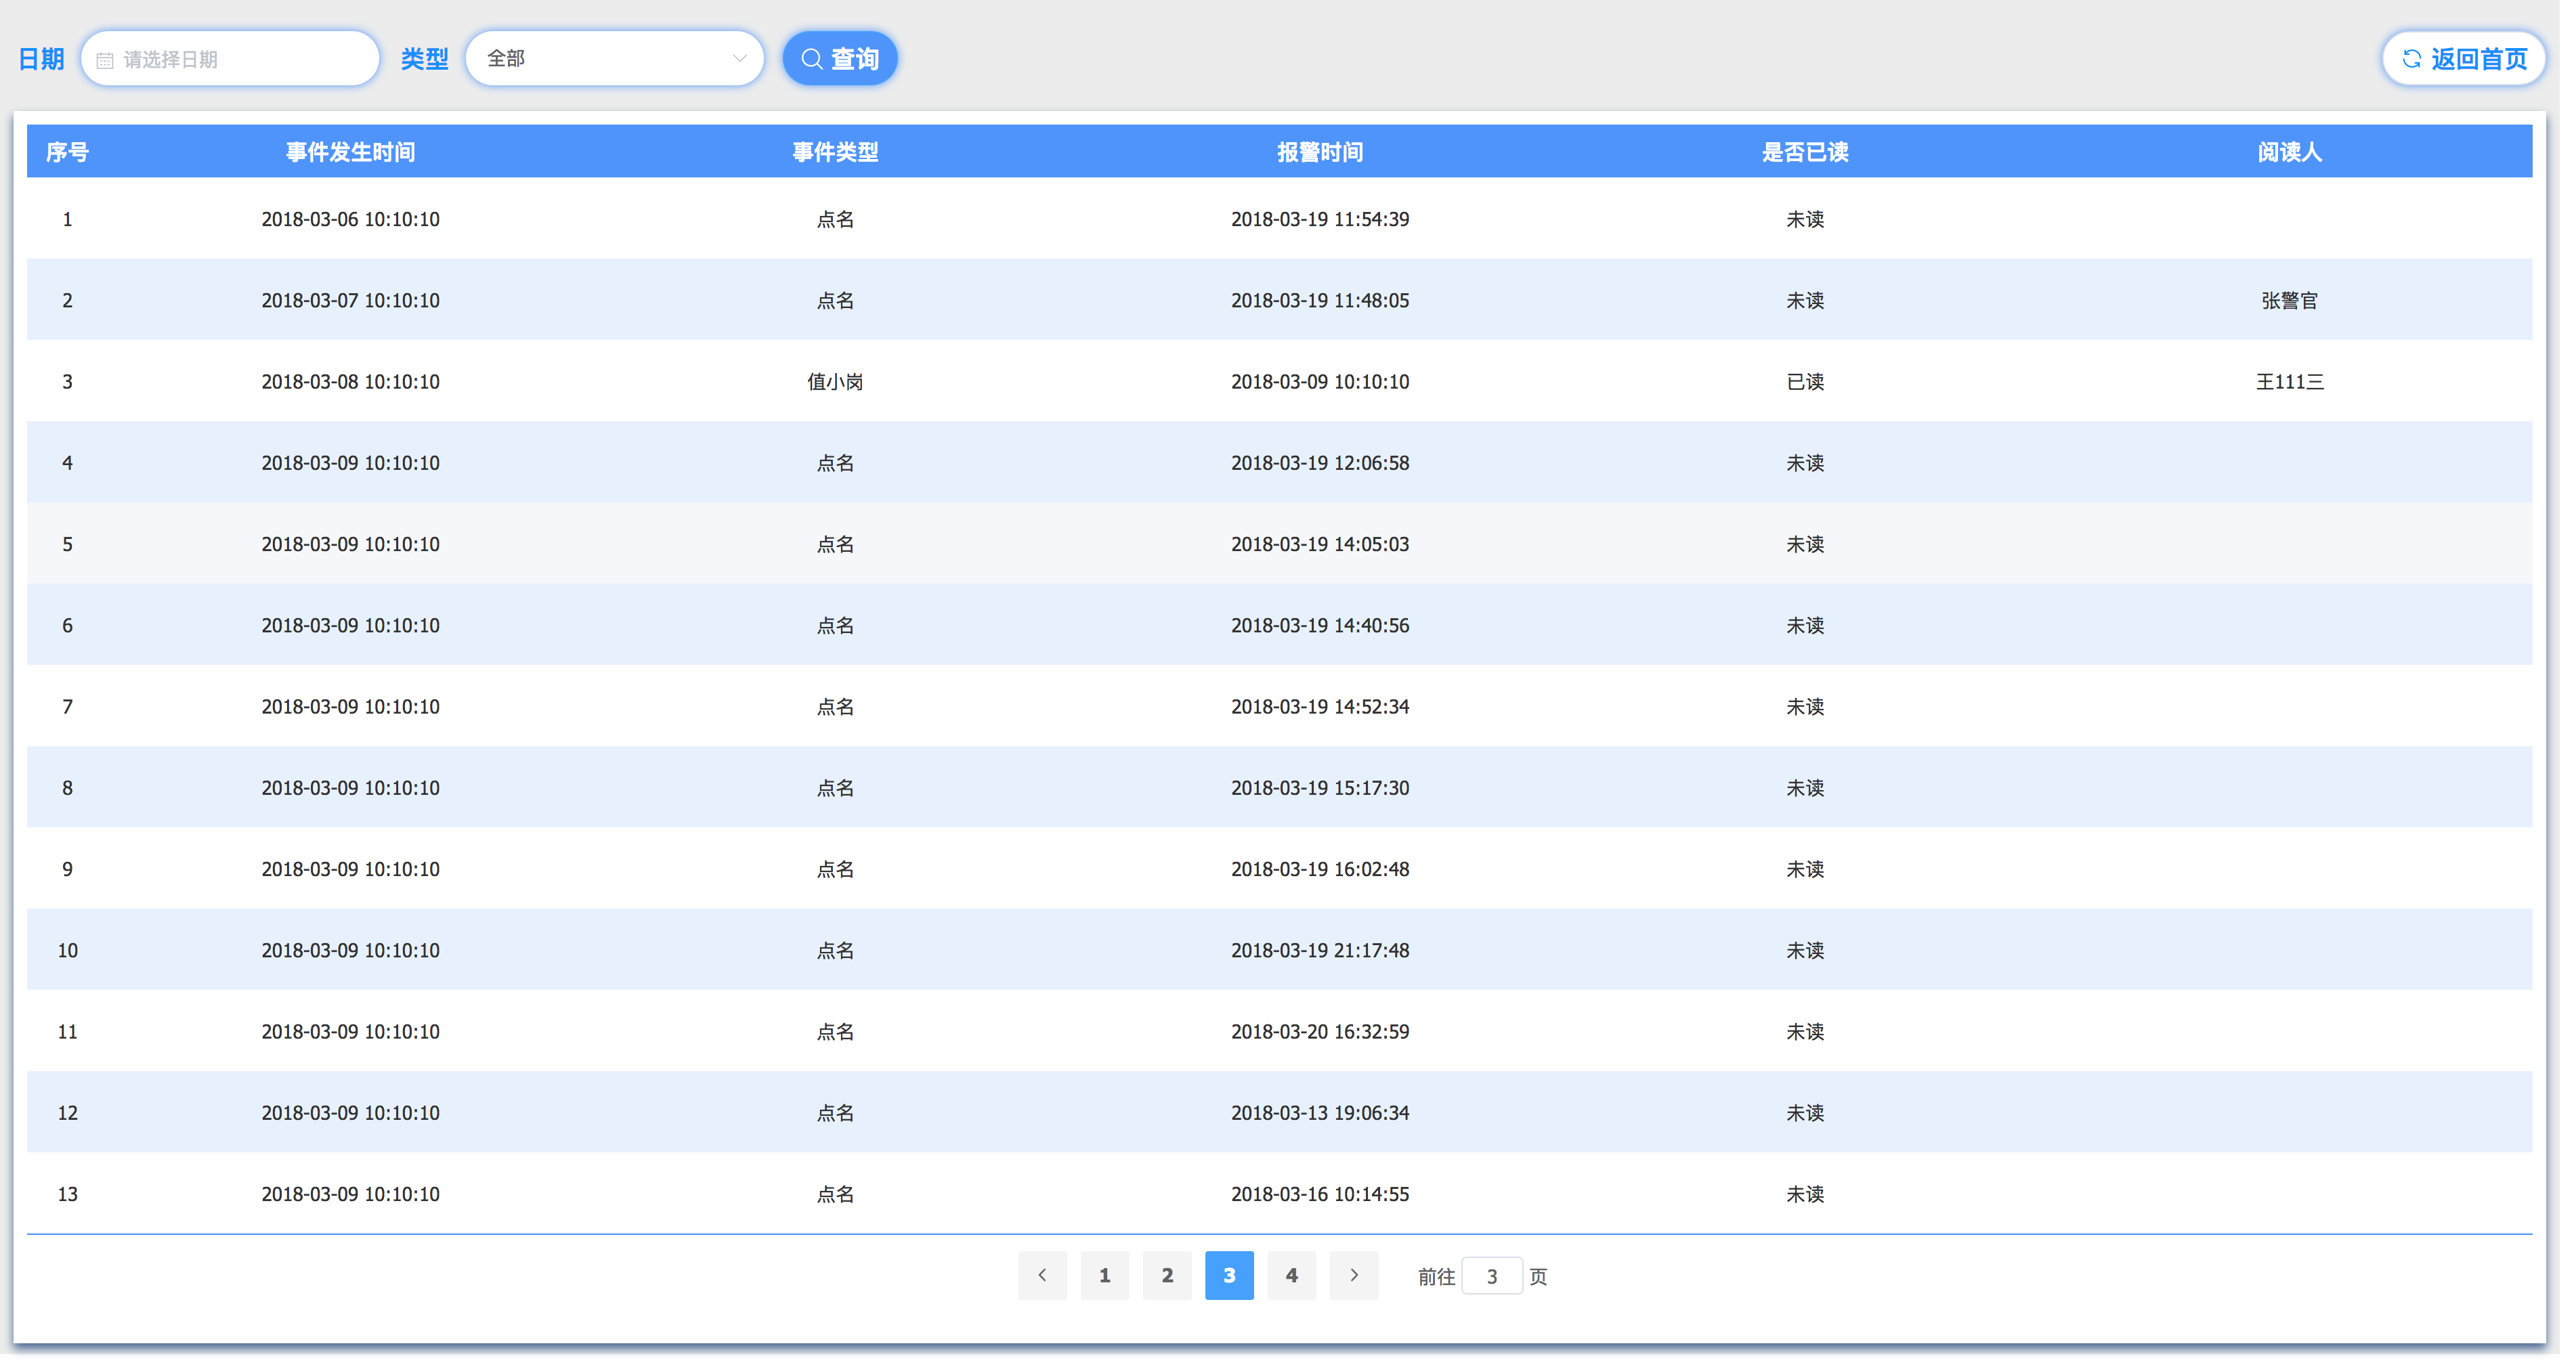 日期 请选择日期 类型 全部 查询 返回首页
序号 事件发生时间 事件类型 报警时间 是否已读 阅读人
1 2018-03-06 10:10:10 点名 2018-03-19 11:54:39 未读
2 2018-03-07 10:10:10 点名 2018-03-19 11:48:05 未读 张警官
3 2018-03-08 10:10:10 值小岗 2018-03-09 10:10:10 已读 王111三
4 2018-03-09 10:10:10 点名 2018-03-19 12:06:58 未读
5 2018-03-09 10:10:10 点名 2018-03-19 14:05:03 未读
6 2018-03-09 10:10:10 点名 2018-03-19 14:40:56 未读
7 2018-03-09 10:10:10 点名 2018-03-19 14:52:34 未读
8 2018-03-09 10:10:10 点名 2018-03-19 15:17:30 未读
9 2018-03-09 10:10:10 点名 2018-03-19 16:02:48 未读
10 2018-03-09 10:10:10 点名 2018-03-19 21:17:48 未读
11 2018-03-09 10:10:10 点名 2018-03-20 16:32:59 未读
12 2018-03-09 10:10:10 点名 2018-03-13 19:06:34 未读
13 2018-03-09 10:10:10 点名 2018-03-16 10:14:55 未读
1 2 3 4 前往 3 页